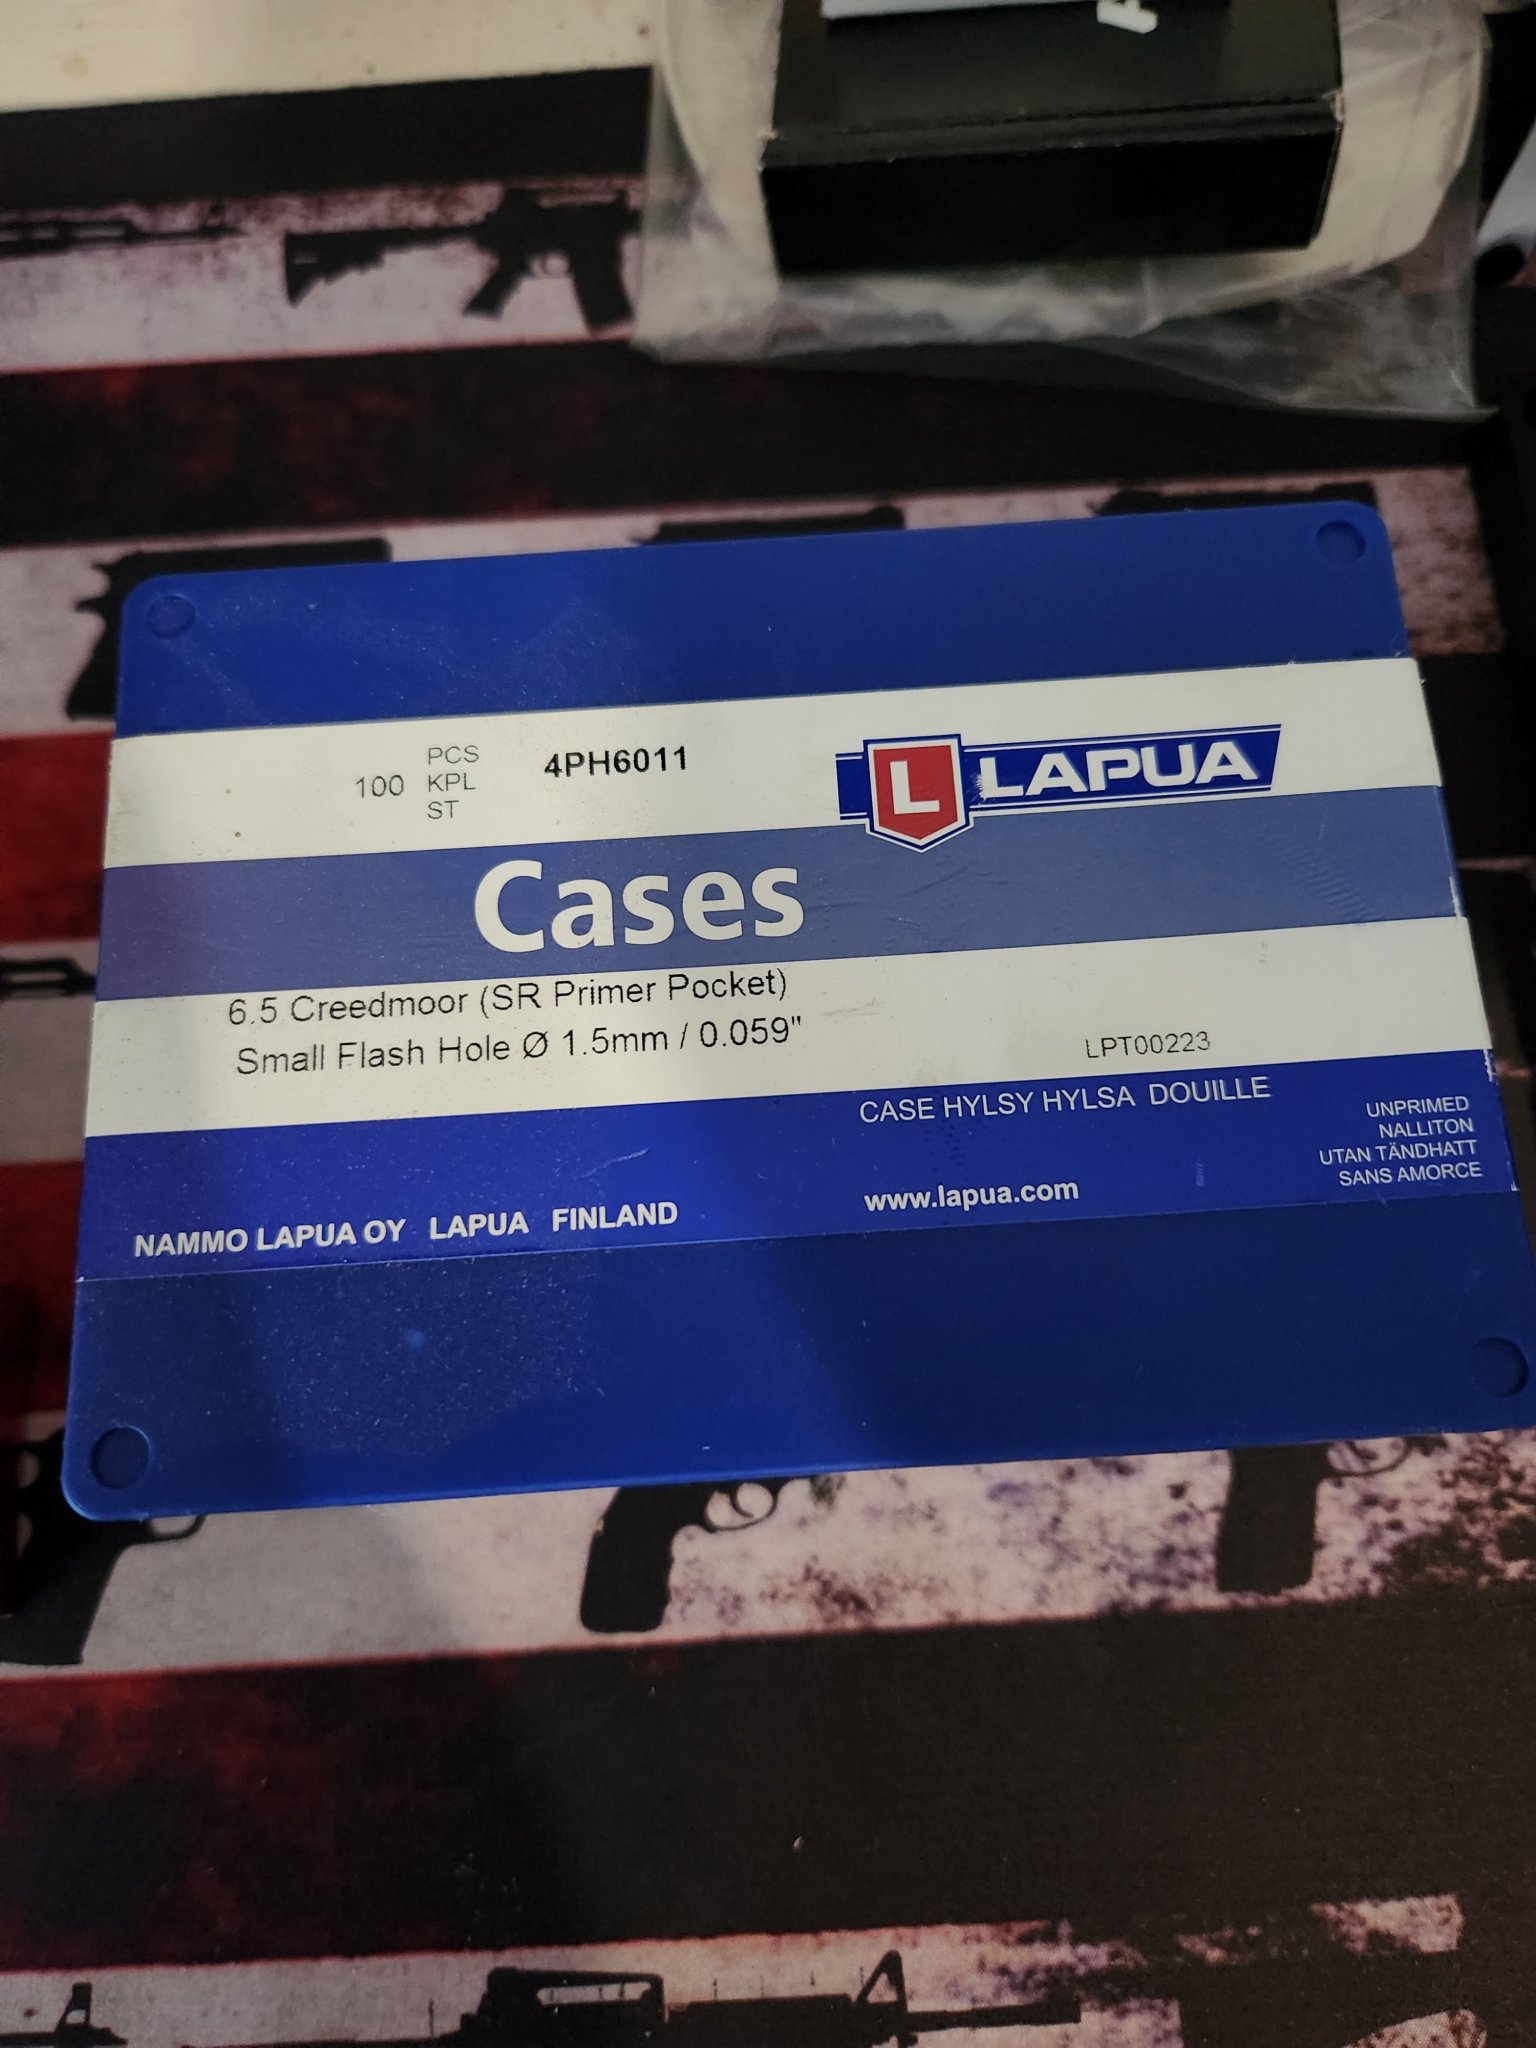 100 PCS
KPL
ST
4PH6011
L LAPUA
Cases
6.5 Creedmoor (SR Primer Pocket)
Small Flash Hole Ø 1.5mm / 0.059"
LPT00223
CASE HYLSY HYLSA DOUILLE
UNPRIMED
NALLITON
UTAN TÄNDHATT
SANS AMORCE
www.lapua.com
NAMMO LAPUA OY LAPUA FINLAND